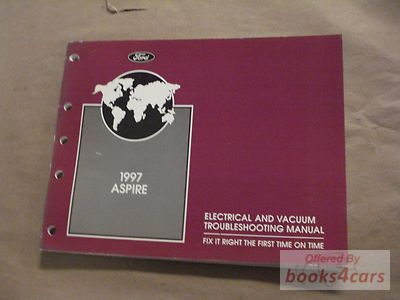 Ford
1997
ASPIRE
ELECTRICAL AND VACUUM
TROUBLESHOOTING MANUAL
FIX IT RIGHT THE FIRST TIME ON TIME
Offered By
books4cars